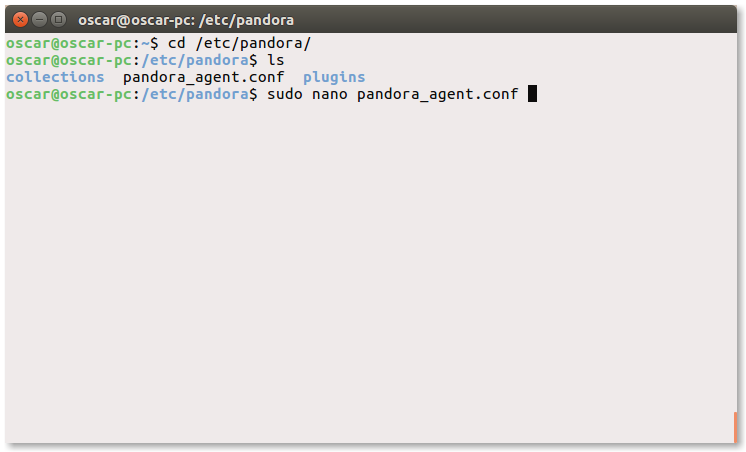 oscar@oscar-pc: /etc/pandora
oscar@oscar-pc:~$ cd /etc/pandora/
oscar@oscar-pc:/etc/pandora$ ls
collections  pandora_agent.conf  plugins
oscar@oscar-pc:/etc/pandora$ sudo nano pandora_agent.conf